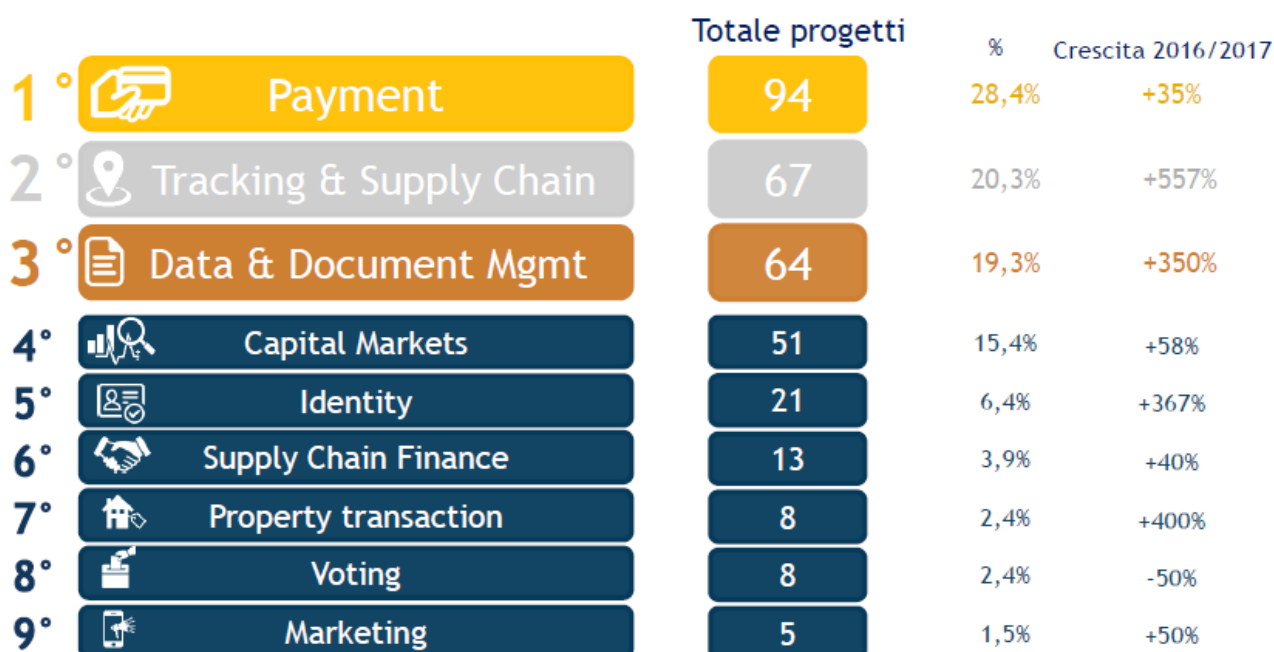 Totale progetti % Crescita 2016/2017
1° Payment 94 28,4% +35%
2° Tracking & Supply Chain 67 20,3% +557%
3° Data & Document Mgmt 64 19,3% +350%
4° Capital Markets 51 15,4% +58%
5° Identity 21 6,4% +367%
6° Supply Chain Finance 13 3,9% +40%
7° Property transaction 8 2,4% +400%
8° Voting 8 2,4% -50%
9° Marketing 5 1,5% +50%